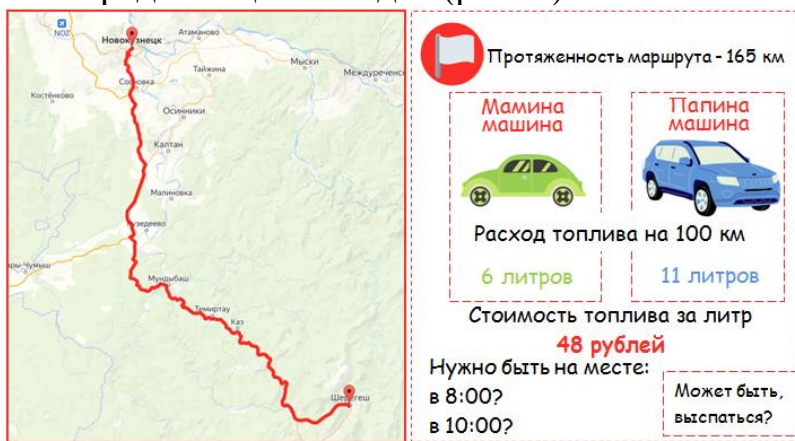 NOZ
Новокузнецк
Атаманово
Мыски
Тайжина
Междуреченск
Сосновка
Костёнково
Осинники
Калтан
Малиновка
Кузедеево
Мундыбаш
Темиртау
Каз
Шерегеш
Протяженность маршрута - 165 км
Мамина
машина
Папина
машина
Расход топлива на 100 км
6 литров
11 литров
Стоимость топлива за литр
48 рублей
Нужно быть на месте:
в 8:00?
в 10:00?
Может быть,
выспаться?